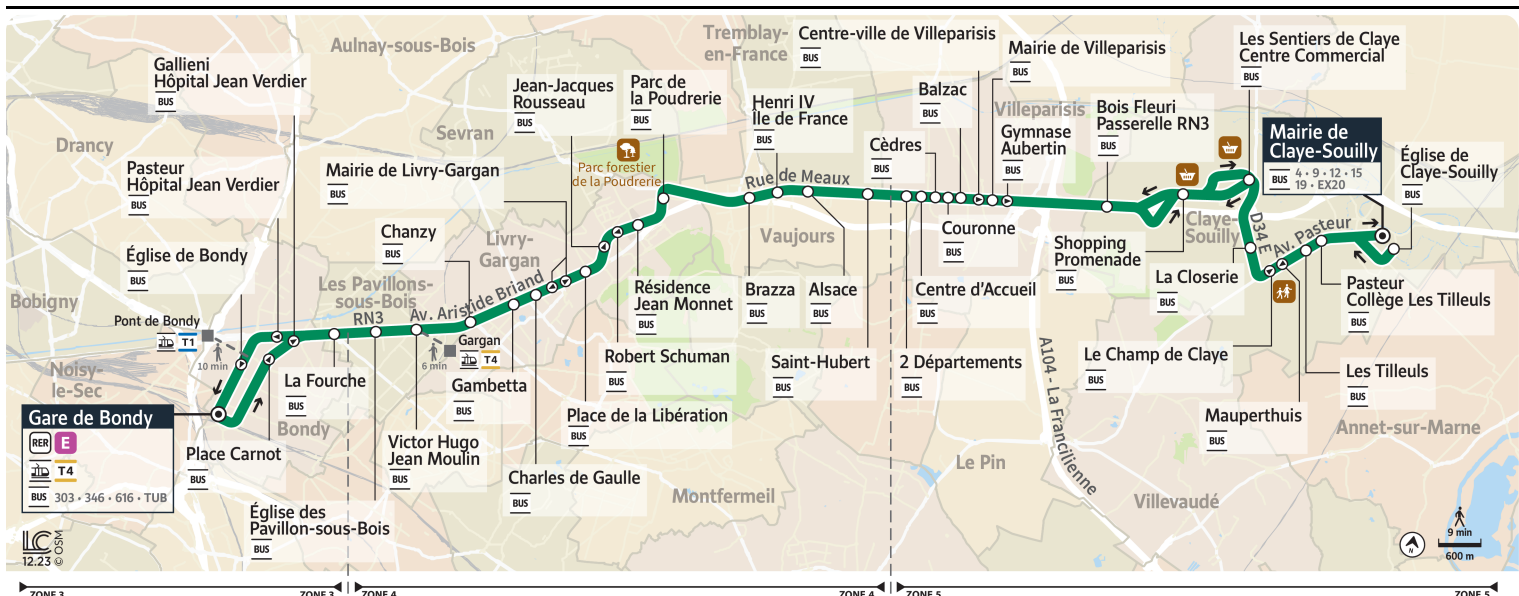 Aulnay-sous-Bois
Tremblay-
en-France
Centre-ville de Villeparisis
BUS
Mairie de Villeparisis
BUS
Les Sentiers de Claye
Centre Commercial
BUS
Gallieni
Hôpital Jean Verdier
BUS
Jean-Jacques
Rousseau
BUS
Parc de
la Poudrerie
BUS
Henri IV
Île de France
BUS
Balzac
BUS
Villeparisis
Bois Fleuri
Passerelle RN3
BUS
Gymnase
Aubertin
BUS
Mairie de
Claye-Souilly
BUS 4 • 9 • 12 • 15
19 • EX20
Église de
Claye-Souilly
BUS
Drancy
Sevran
Cèdres
BUS
Pasteur
Hôpital Jean Verdier
BUS
Mairie de Livry-Gargan
BUS
Parc forestier
de la Poudrerie
Rue de Meaux
Chanzy
BUS
Livry-
Gargan
Vaujours
Couronne
BUS
Claye-
Souilly
D34 E
Av. Pasteur
Église de Bondy
BUS
Shopping
Promenade
BUS
La Closerie
BUS
Pasteur
Collège Les Tilleuls
BUS
Bobigny
Les Pavillons-
sous-Bois
RN3
Av. Aristide Briand
Résidence
Jean Monnet
BUS
Brazza
BUS
Alsace
BUS
Centre d'Accueil
BUS
Pont de Bondy
T1
10 min
Gargan
T4
6 min
Noisy-
le-Sec
La Fourche
BUS
Gambetta
BUS
Robert Schuman
BUS
Saint-Hubert
BUS
2 Départements
BUS
A104 - La Francilienne
Le Champ de Claye
BUS
Les Tilleuls
BUS
Gare de Bondy
RER E
T4
BUS 303 • 346 • 616 • TUB
Bondy
Place Carnot
BUS
Victor Hugo
Jean Moulin
BUS
Place de la Libération
BUS
Mauperthuis
BUS
Annet-sur-Marne
Charles de Gaulle
BUS
Le Pin
Montfermeil
Villevaudé
Église des
Pavillon-sous-Bois
BUS
LC
12.23
© OSM
N
9 min
600 m
ZONE 3 ZONE 3 ZONE 4 ZONE 4 ZONE 5 ZONE 5